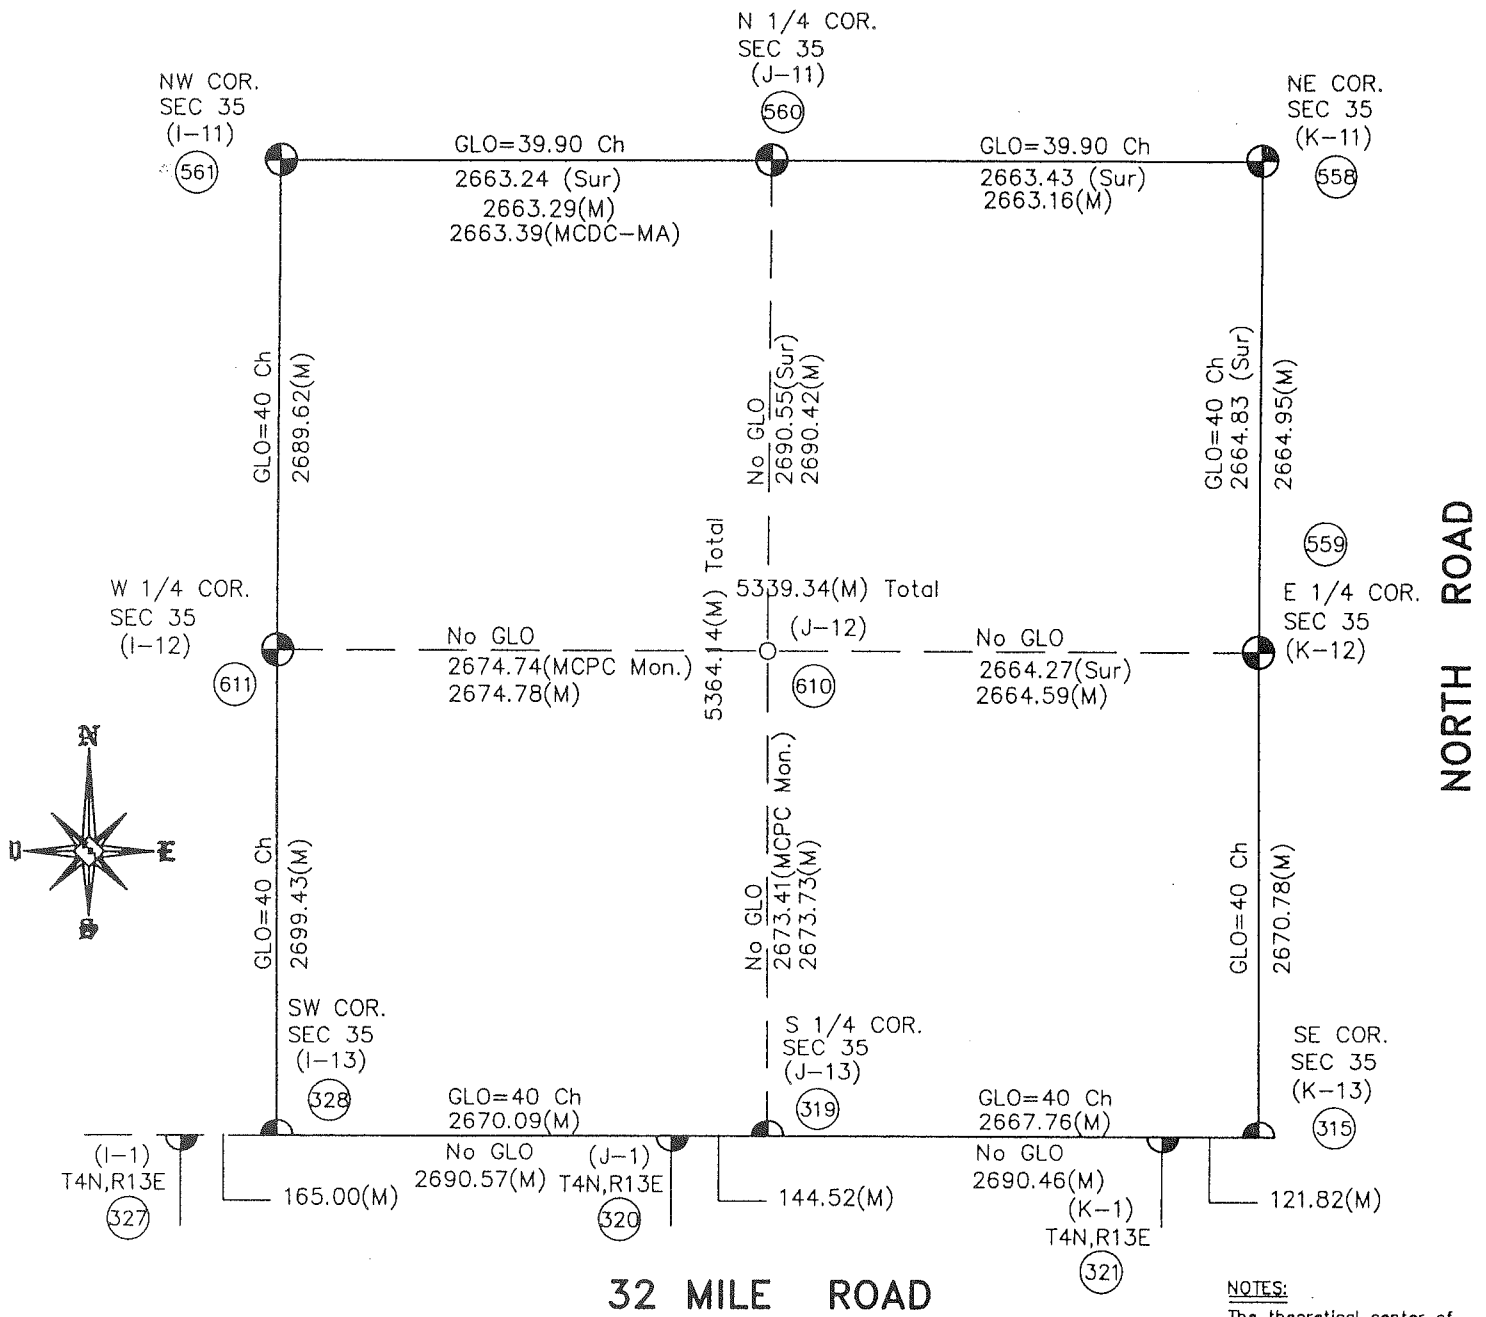 N 1/4 COR.
SEC 35
(J-11)
560
NW COR.
SEC 35
(I-11)
561
NE COR.
SEC 35
(K-11)
558
GLO=39.90 Ch
2663.24 (Sur)
2663.29(M)
2663.39(MCDC-MA)
GLO=39.90 Ch
2663.43 (Sur)
2663.16(M)
GLO=40 Ch
2689.62(M)
No GLO
2690.55(Sur)
2690.42(M)
GLO=40 Ch
2664.83 (Sur)
2664.95(M)
559
NORTH ROAD
W 1/4 COR.
SEC 35
(I-12)
611
5364.14(M) Total
5339.34(M) Total
(J-12)
610
E 1/4 COR.
SEC 35
(K-12)
No GLO
2674.74(MCPC Mon.)
2674.78(M)
No GLO
2664.27(Sur)
2664.59(M)
N
E
S
GLO=40 Ch
2699.43(M)
No GLO
2673.41(MCPC Mon.)
2673.73(M)
GLO=40 Ch
2670.78(M)
SW COR.
SEC 35
(I-13)
328
S 1/4 COR.
SEC 35
(J-13)
319
SE COR.
SEC 35
(K-13)
315
GLO=40 Ch
2670.09(M)
GLO=40 Ch
2667.76(M)
(I-1)
T4N,R13E
327
165.00(M)
No GLO
2690.57(M)
(J-1)
T4N,R13E
320
144.52(M)
No GLO
2690.46(M)
(K-1)
T4N,R13E
321
121.82(M)
32 MILE ROAD
NOTES:
The theoretical center of